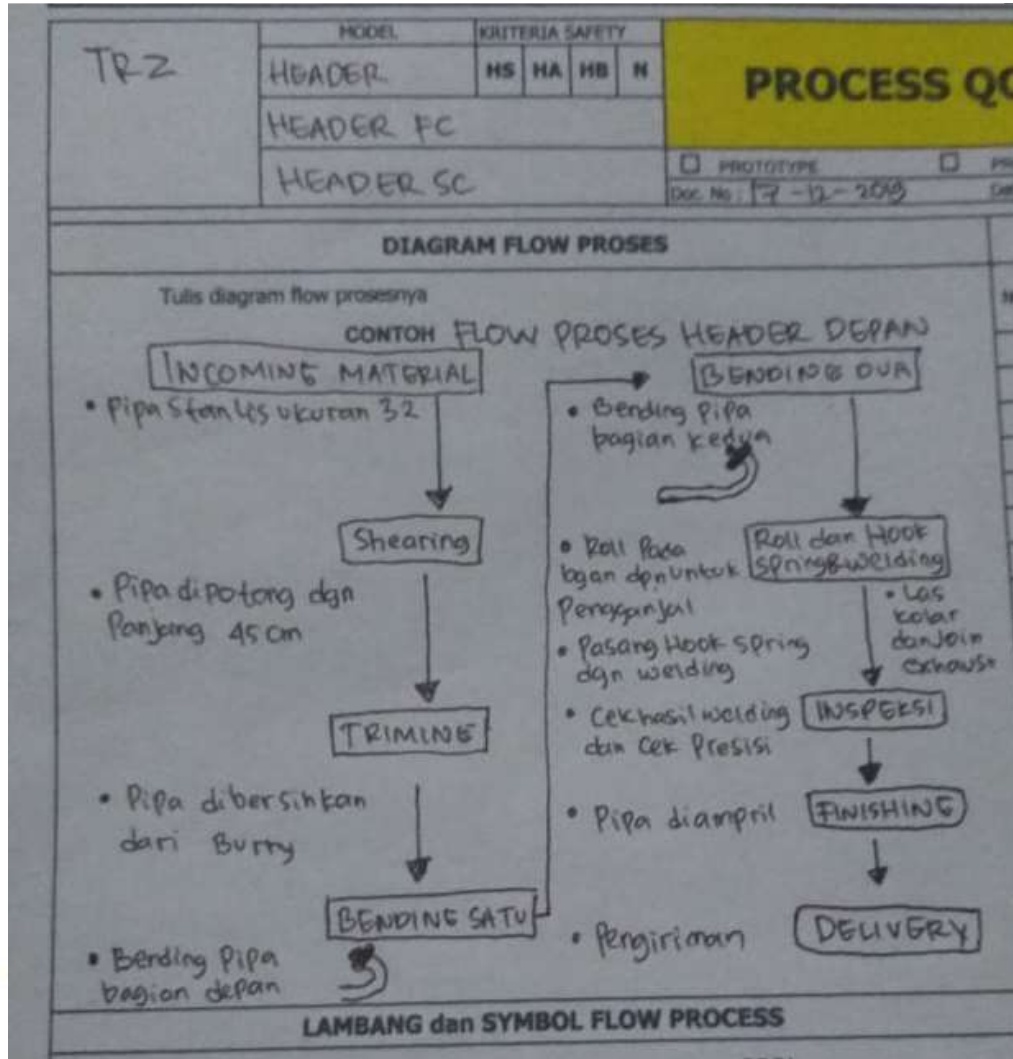 TRZ
MODEL
KRITERIA SAFETY
HEADER
HS HA HB N
HEADER FC
HEADER SC
PROCESS QC
PROTOTYPE
Doc. No : 17-12-2019
DIAGRAM FLOW PROSES
Tulis diagram flow prosesnya
CONTOH FLOW PROSES HEADER DEPAN
INCOMING MATERIAL
• Pipa Stanlis ukuran 32
Shearing
• Pipa dipotong dgn
Panjang 45 cm
TRIMING
• Pipa dibersihkan
dari Burry
BENDING SATU
• Bending Pipa
bagian depan
BENDING DUA
• Bending Pipa
bagian kedua
Roll dan Hook
Spring & welding
• Roll Pada
bgan dpn untuk
Pengganjal
• Pasang Hook spring
dgn welding
• Las
kolar
dan Join
exhaust
INSPEKSI
• Cek hasil welding
dan Cek Presisi
FINISHING
• Pipa diampril
DELIVERY
• Pengiriman
LAMBANG dan SYMBOL FLOW PROCESS